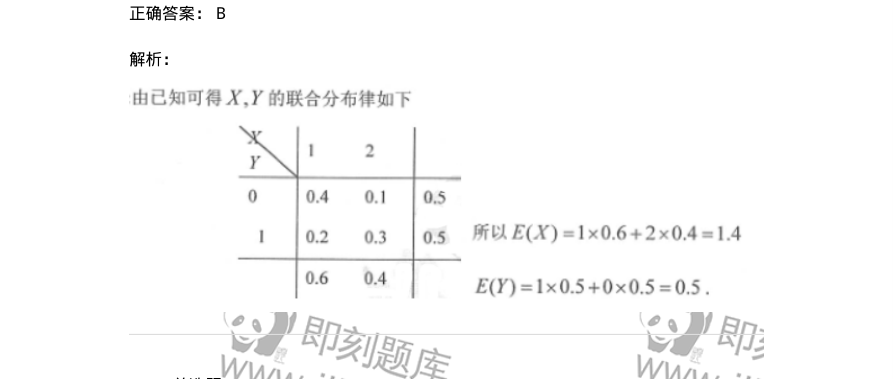 正确答案： B
解析：
由已知可得 X,Y 的联合分布律如下
X
Y
1 2
0 0.4 0.1 0.5
1 0.2 0.3 0.5
0.6 0.4
所以 E(X)=1×0.6+2×0.4=1.4
E(Y)=1×0.5+0×0.5=0.5.
即刻题库
即刻题